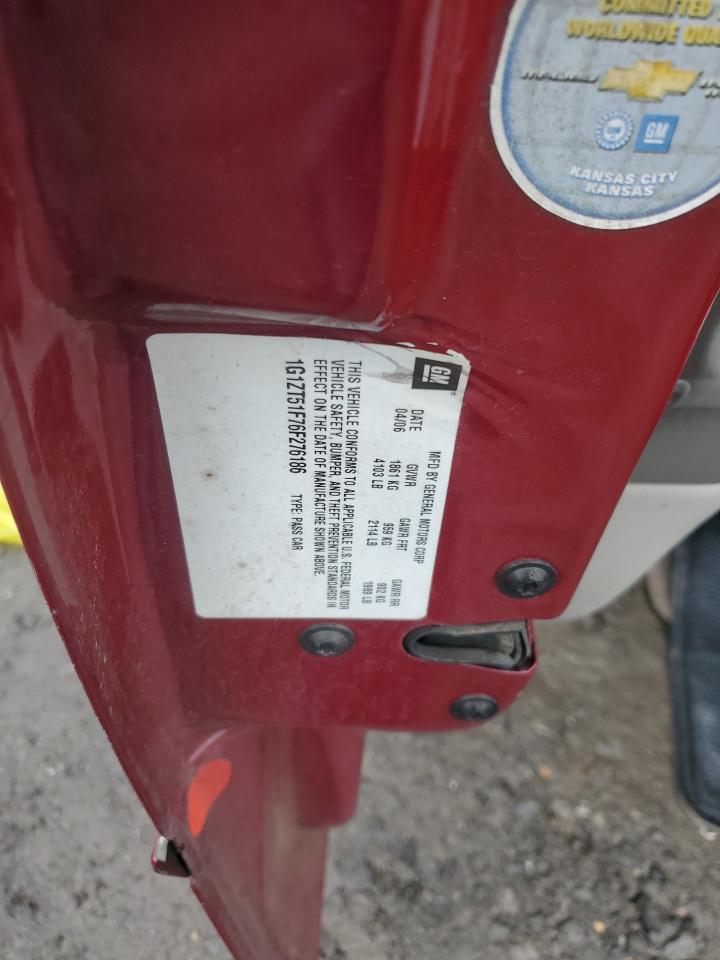 COMMITTED
WORLDWIDE QUA
GM
KANSAS CITY
KANSAS
GM
MFD BY GENERAL MOTORS CORP
DATE GVWR GAWR FRT GAWR RR
04/06 1861 KG 959 KG 902 KG
4103 LB 2114 LB 1989 LB
THIS VEHICLE CONFORMS TO ALL APPLICABLE U.S. FEDERAL MOTOR
VEHICLE SAFETY, BUMPER, AND THEFT PREVENTION STANDARDS IN
EFFECT ON THE DATE OF MANUFACTURE SHOWN ABOVE.
1G1ZT51F76F276186 TYPE: PASS CAR